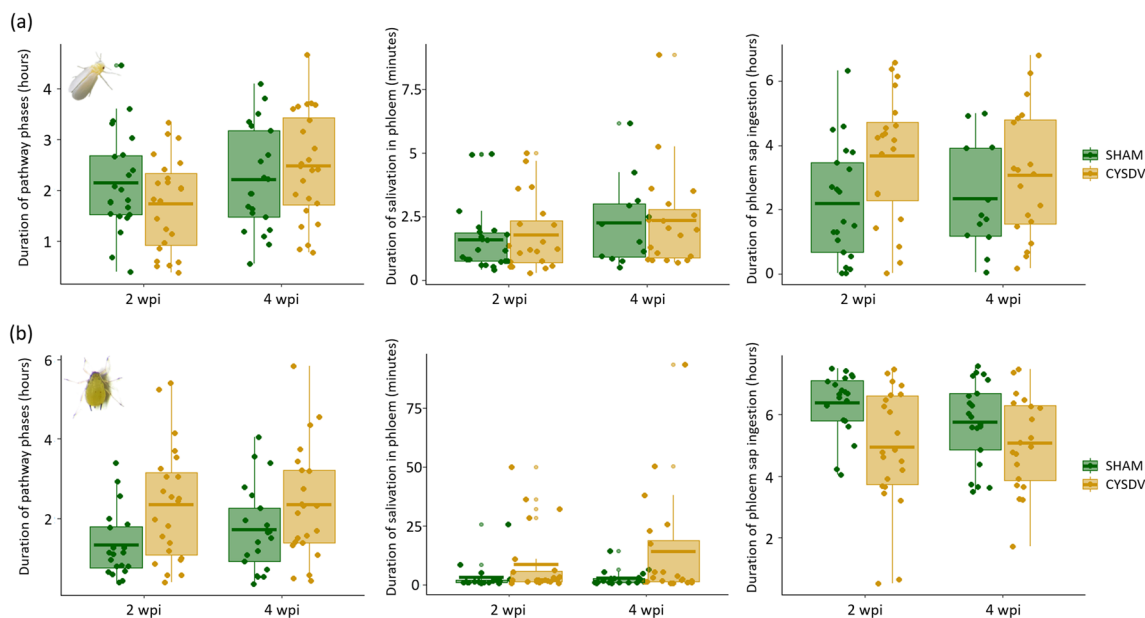 (a)
Duration of pathway phases (hours)
4
3
2
1
2 wpi
4 wpi
Duration of salivation in phloem (minutes)
7.5
5
2.5
0
2 wpi
4 wpi
Duration of phloem sap ingestion (hours)
6
4
2
0
2 wpi
4 wpi
SHAM
CYSDV
(b)
Duration of pathway phases (hours)
6
4
2
2 wpi
4 wpi
Duration of salivation in phloem (minutes)
75
50
25
0
2 wpi
4 wpi
Duration of phloem sap ingestion (hours)
6
4
2
2 wpi
4 wpi
SHAM
CYSDV